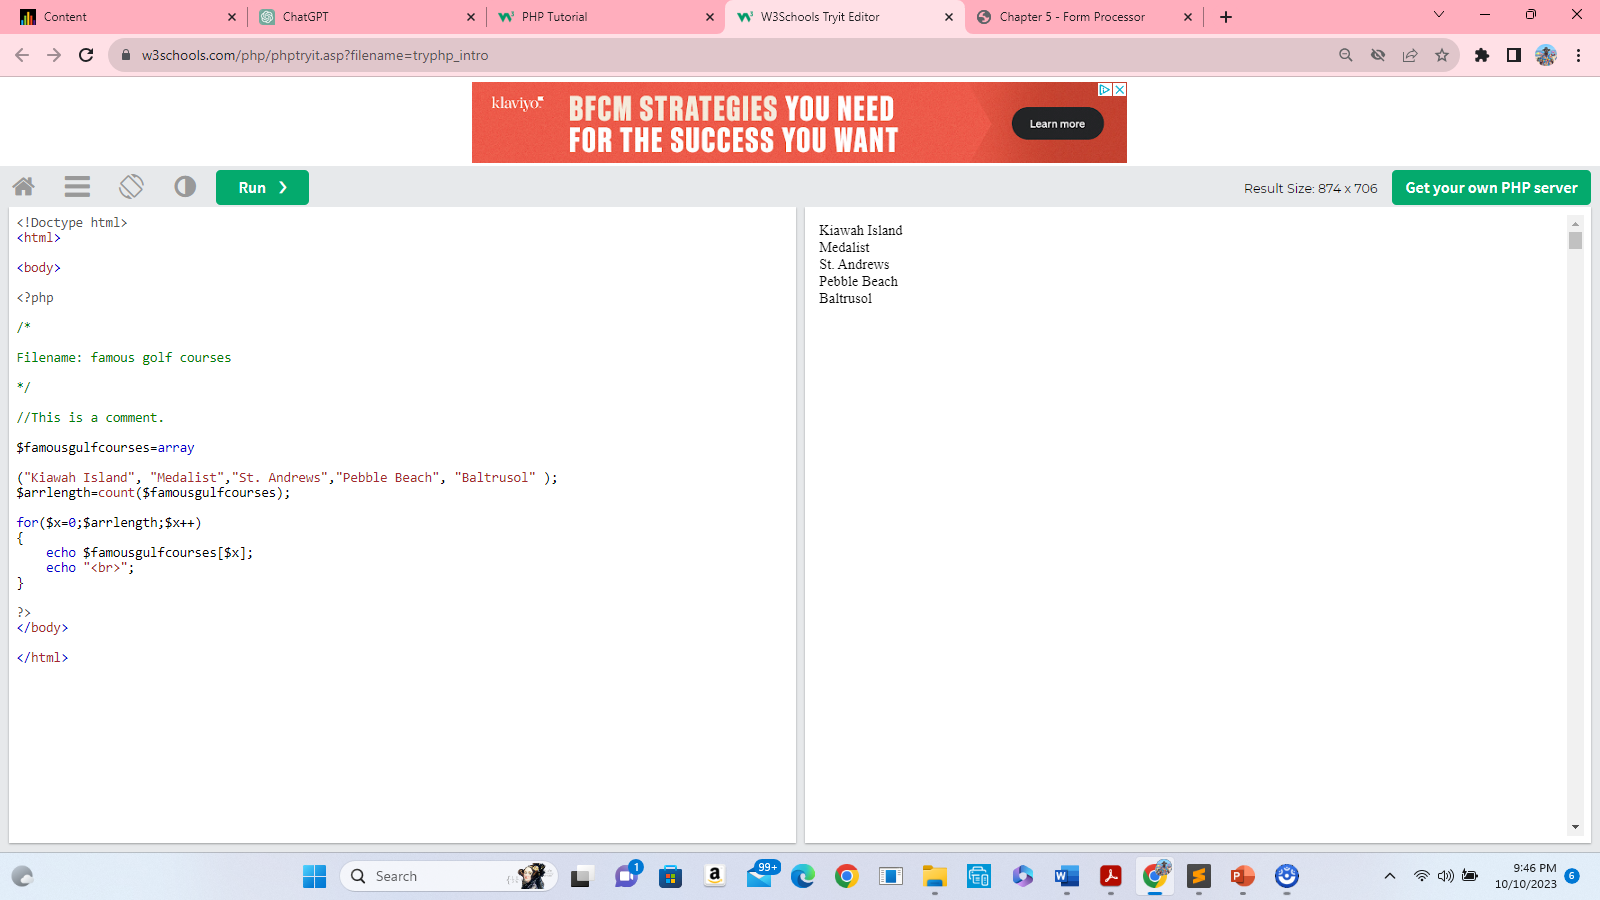 Content
ChatGPT
PHP Tutorial
W3Schools Tryit Editor
Chapter 5 - Form Processor
w3schools.com/php/phptryit.asp?filename=tryphp_intro
klaviyo
BFCM STRATEGIES YOU NEED
FOR THE SUCCESS YOU WANT
Learn more
Run ❯
Result Size: 874 x 706
Get your own PHP server
<!Doctype html>
<html>
<body>
<?php
/*
Filename: famous golf courses
*/
//This is a comment.
$famousgulfcourses=array
("Kiawah Island", "Medalist","St. Andrews","Pebble Beach", "Baltrusol" );
$arrlength=count($famousgulfcourses);
for($x=0;$arrlength;$x++)
{
echo $famousgulfcourses[$x];
echo "<br>";
}
?>
</body>
</html>
Kiawah Island
Medalist
St. Andrews
Pebble Beach
Baltrusol
Search
1
99+
9:46 PM
10/10/2023
6